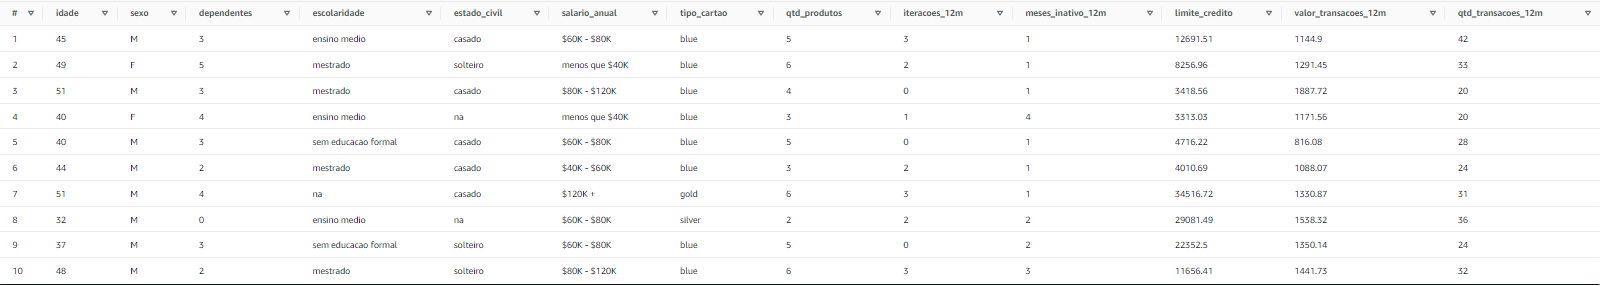 # idade sexo dependentes escolaridade estado_civil salario_anual tipo_cartao qtd_produtos iteracoes_12m meses_inativo_12m limite_credito valor_transacoes_12m qtd_transacoes_12m
1 45 M 3 ensino medio casado $60K - $80K blue 5 3 1 12691.51 1144.9 42
2 49 F 5 mestrado solteiro menos que $40K blue 6 2 1 8256.96 1291.45 33
3 51 M 3 mestrado casado $80K - $120K blue 4 0 1 3418.56 1887.72 20
4 40 F 4 ensino medio na menos que $40K blue 3 1 4 3313.03 1171.56 20
5 40 M 3 sem educacao formal casado $60K - $80K blue 5 0 1 4716.22 816.08 28
6 44 M 2 mestrado casado $40K - $60K blue 3 2 1 4010.69 1088.07 24
7 51 M 4 na casado $120K + gold 6 3 1 34516.72 1330.87 31
8 32 M 0 ensino medio na $60K - $80K silver 2 2 2 29081.49 1538.32 36
9 37 M 3 sem educacao formal solteiro $60K - $80K blue 5 0 2 22352.5 1350.14 24
10 48 M 2 mestrado solteiro $80K - $120K blue 6 3 3 11656.41 1441.73 32